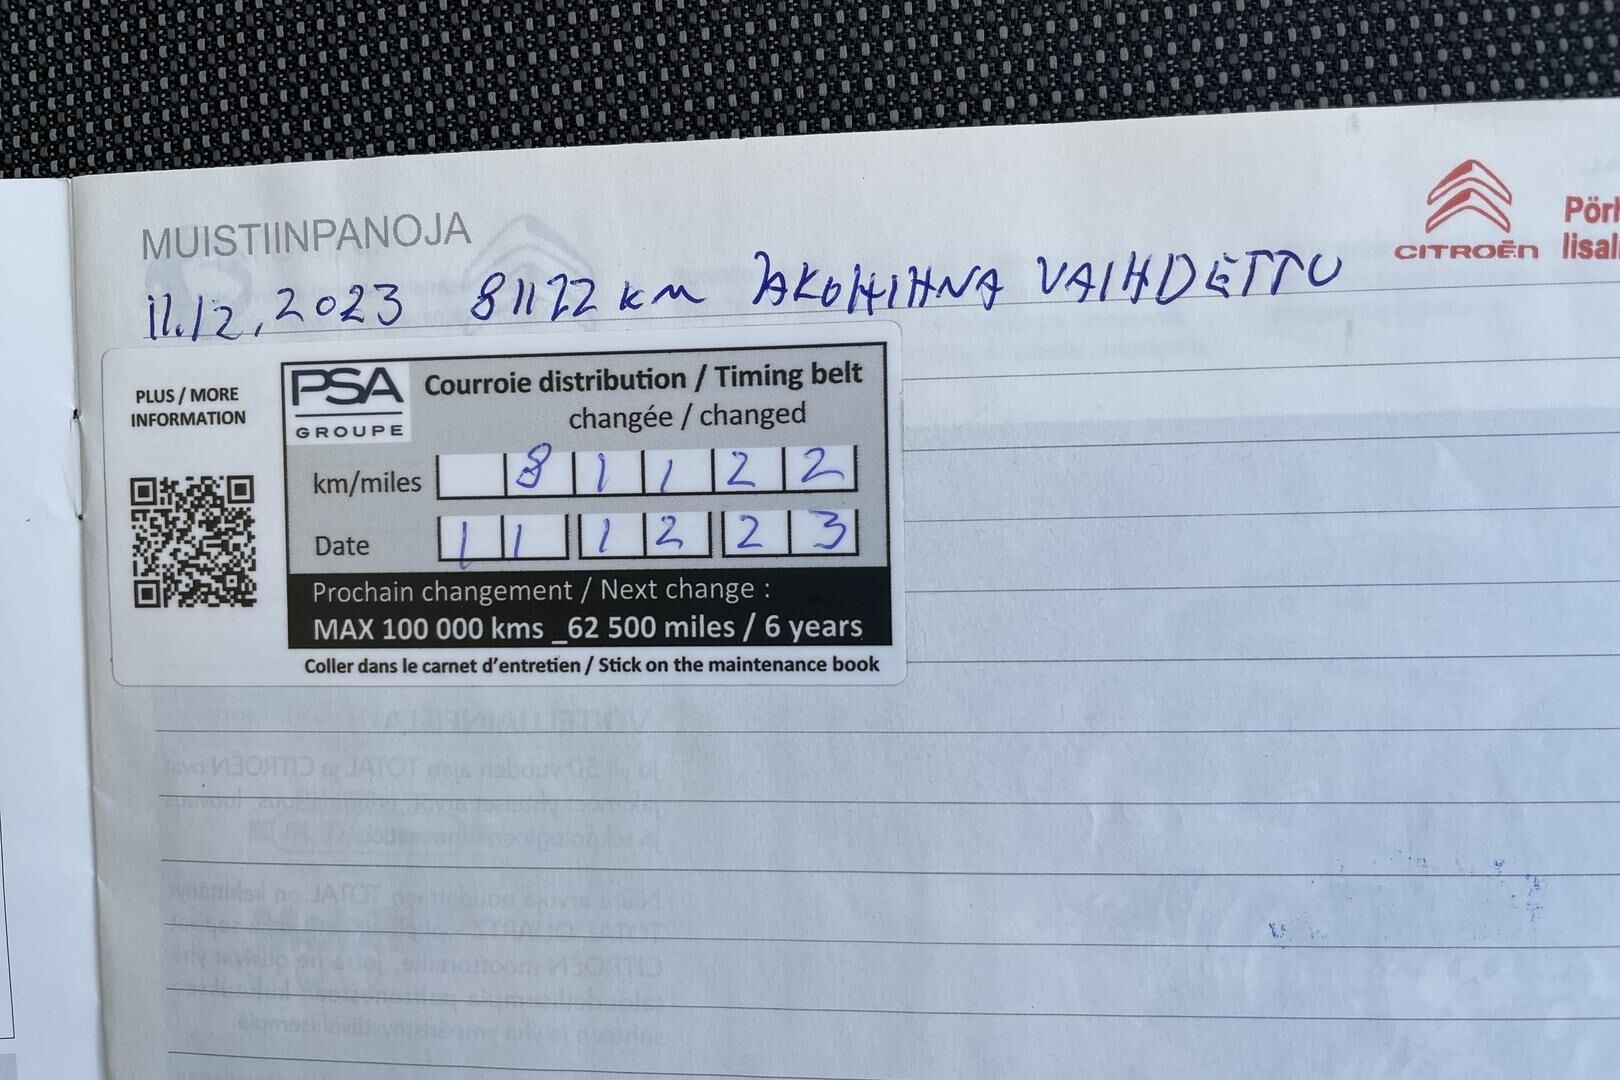 MUISTIINPANOJA
CITROËN
11.12.2023 81122 km JAKOHIHNA VAIHDETTU
PLUS / MORE
INFORMATION
PSA
GROUPE
Courroie distribution / Timing belt
changée / changed
km/miles 8 1 1 2 2
Date 1 1 1 2 2 3
Prochain changement / Next change :
MAX 100 000 kms _62 500 miles / 6 years
Coller dans le carnet d'entretien / Stick on the maintenance book